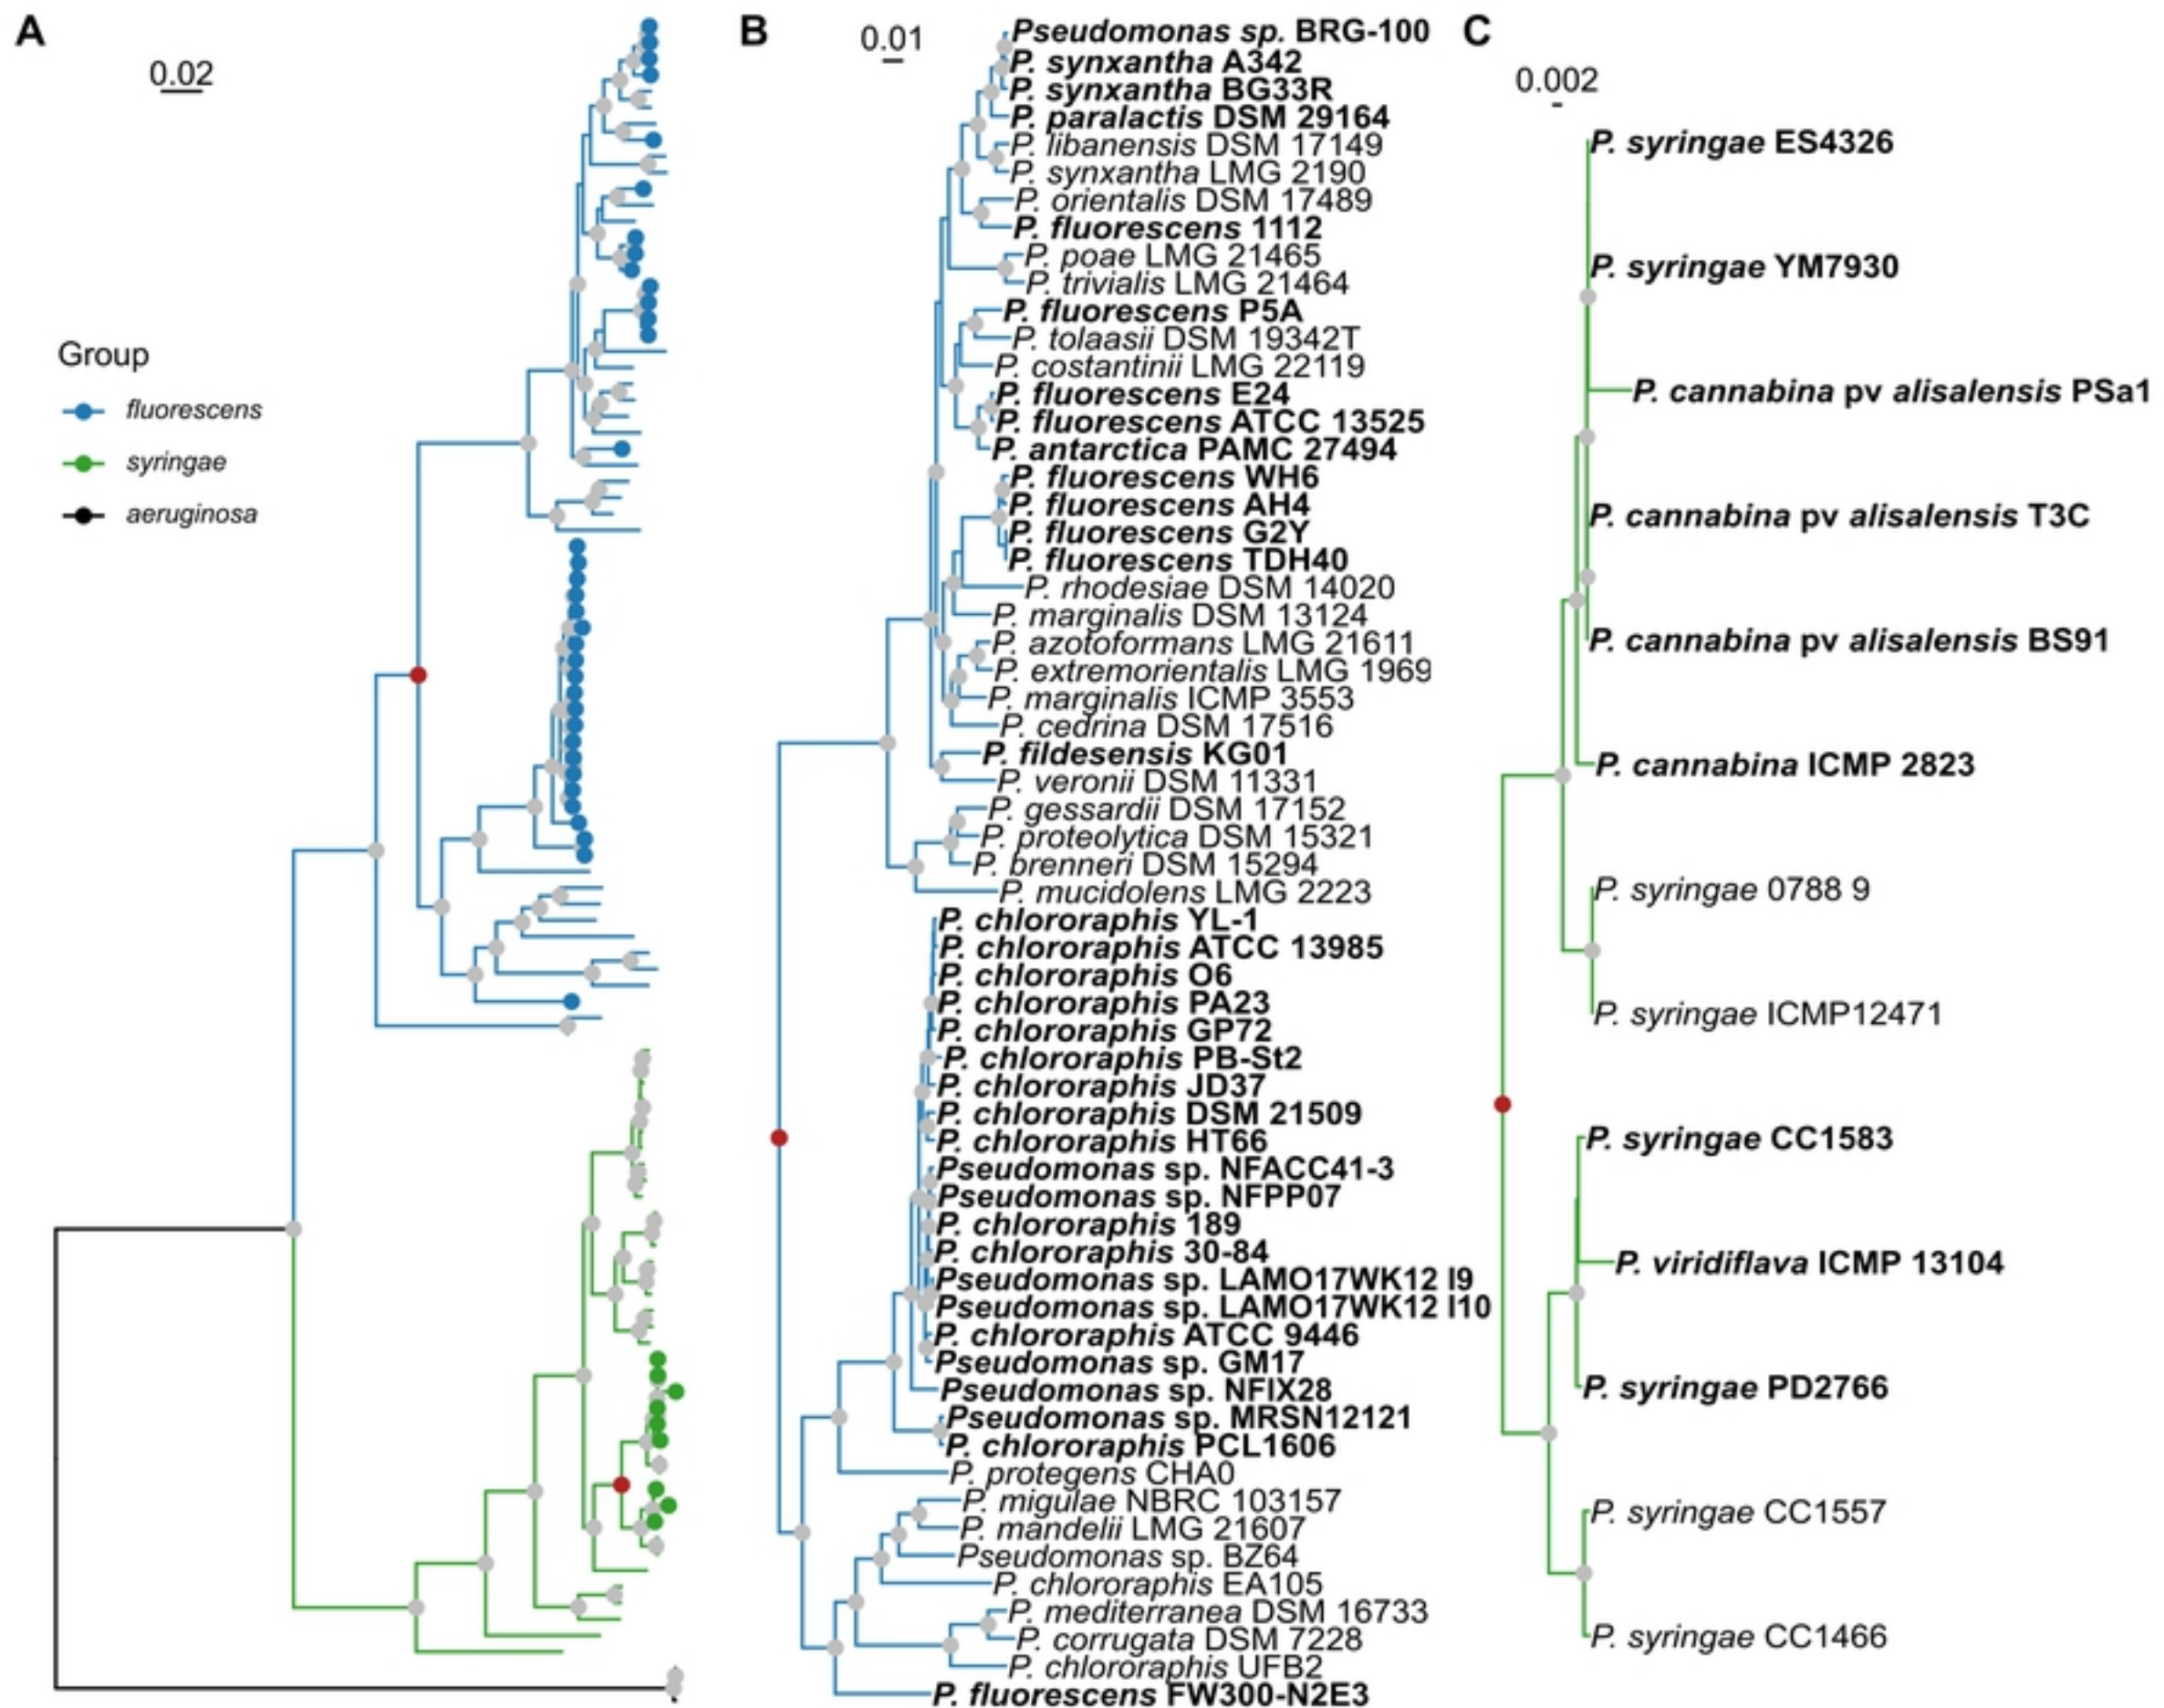 A
0.02
Group
fluorescens
syringae
aeruginosa
B
0.01
Pseudomonas sp. BRG-100
P. synxantha A342
P. synxantha BG33R
P. paralactis DSM 29164
P. libanensis DSM 17149
P. synxantha LMG 2190
P. orientalis DSM 17489
P. fluorescens 1112
P. poae LMG 21465
P. trivialis LMG 21464
P. fluorescens P5A
P. tolaasii DSM 19342T
P. costantinii LMG 22119
P. fluorescens E24
P. fluorescens ATCC 13525
P. antarctica PAMC 27494
P. fluorescens WH6
P. fluorescens AH4
P. fluorescens G2Y
P. fluorescens TDH40
P. rhodesiae DSM 14020
P. marginalis DSM 13124
P. azotoformans LMG 21611
P. extremorientalis LMG 1969
P. marginalis ICMP 3553
P. cedrina DSM 17516
P. fildesensis KG01
P. veronii DSM 11331
P. gessardii DSM 17152
P. proteolytica DSM 15321
P. brenneri DSM 15294
P. mucidolens LMG 2223
P. chlororaphis YL-1
P. chlororaphis ATCC 13985
P. chlororaphis O6
P. chlororaphis PA23
P. chlororaphis GP72
P. chlororaphis PB-St2
P. chlororaphis JD37
P. chlororaphis DSM 21509
P. chlororaphis HT66
Pseudomonas sp. NFACC41-3
Pseudomonas sp. NFPP07
P. chlororaphis 189
P. chlororaphis 30-84
Pseudomonas sp. LAMO17WK12 I9
Pseudomonas sp. LAMO17WK12 I10
P. chlororaphis ATCC 9446
Pseudomonas sp. GM17
Pseudomonas sp. NFIX28
Pseudomonas sp. MRSN12121
P. chlororaphis PCL1606
P. protegens CHA0
P. migulae NBRC 103157
P. mandelii LMG 21607
Pseudomonas sp. BZ64
P. chlororaphis EA105
P. mediterranea DSM 16733
P. corrugata DSM 7228
P. chlororaphis UFB2
P. fluorescens FW300-N2E3
C
0.002
P. syringae ES4326
P. syringae YM7930
P. cannabina pv alisalensis PSa1
P. cannabina pv alisalensis T3C
P. cannabina pv alisalensis BS91
P. cannabina ICMP 2823
P. syringae 0788 9
P. syringae ICMP12471
P. syringae CC1583
P. viridiflava ICMP 13104
P. syringae PD2766
P. syringae CC1557
P. syringae CC1466